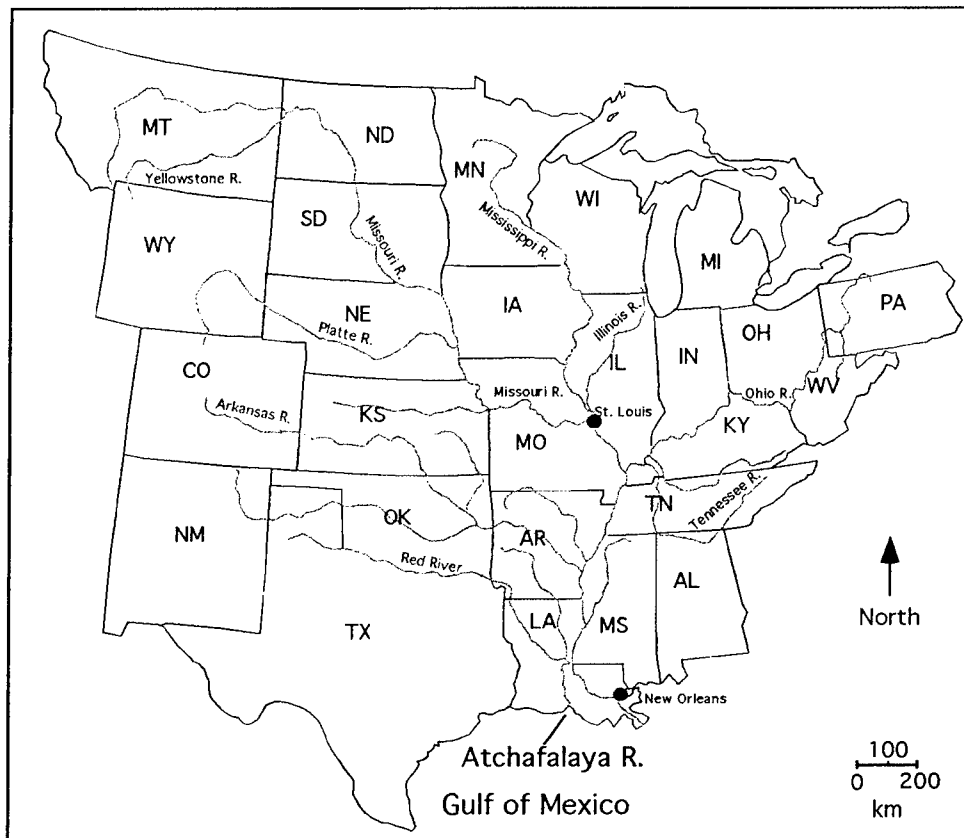 MT
ND
MN
Yellowstone R.
WI
SD
Missouri R.
Mississippi R.
WY
MI
NE
IA
Illinois R.
PA
Platte R.
OH
IL
IN
CO
Missouri R.
Ohio R.
WV
Arkansas R.
KS
St. Louis
KY
MO
TN
Tennessee R.
NM
OK
AR
Red River
AL
North
LA
MS
TX
New Orleans
Atchafalaya R.
Gulf of Mexico
100
0 200
km